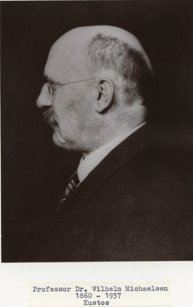 Professor Dr. Wilhelm Michaelsen
1860 - 1937
Kustos